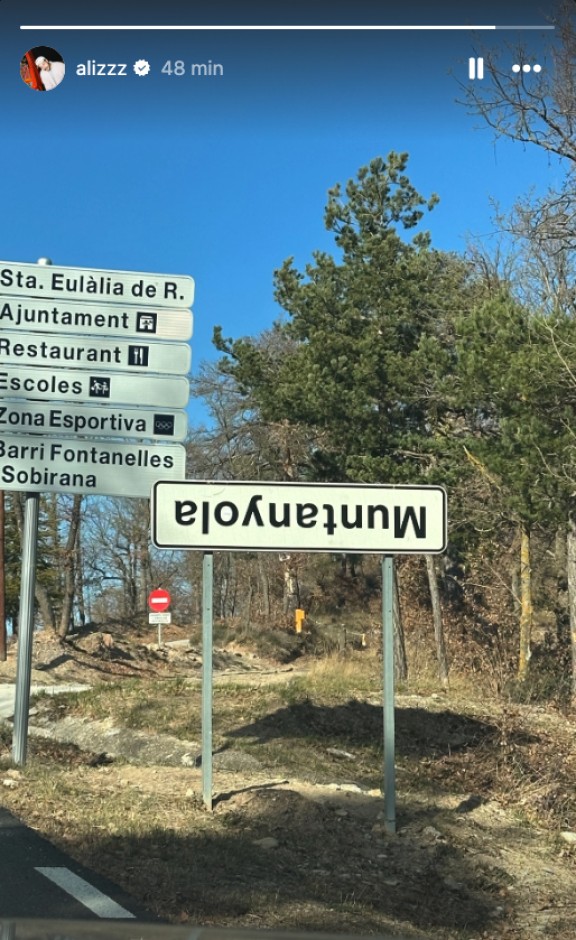 alizzz 48 min
Sta. Eulàlia de R.
Ajuntament
Restaurant
Escoles
Zona Esportiva
Barri Fontanelles
Sobirana
Muntanyola